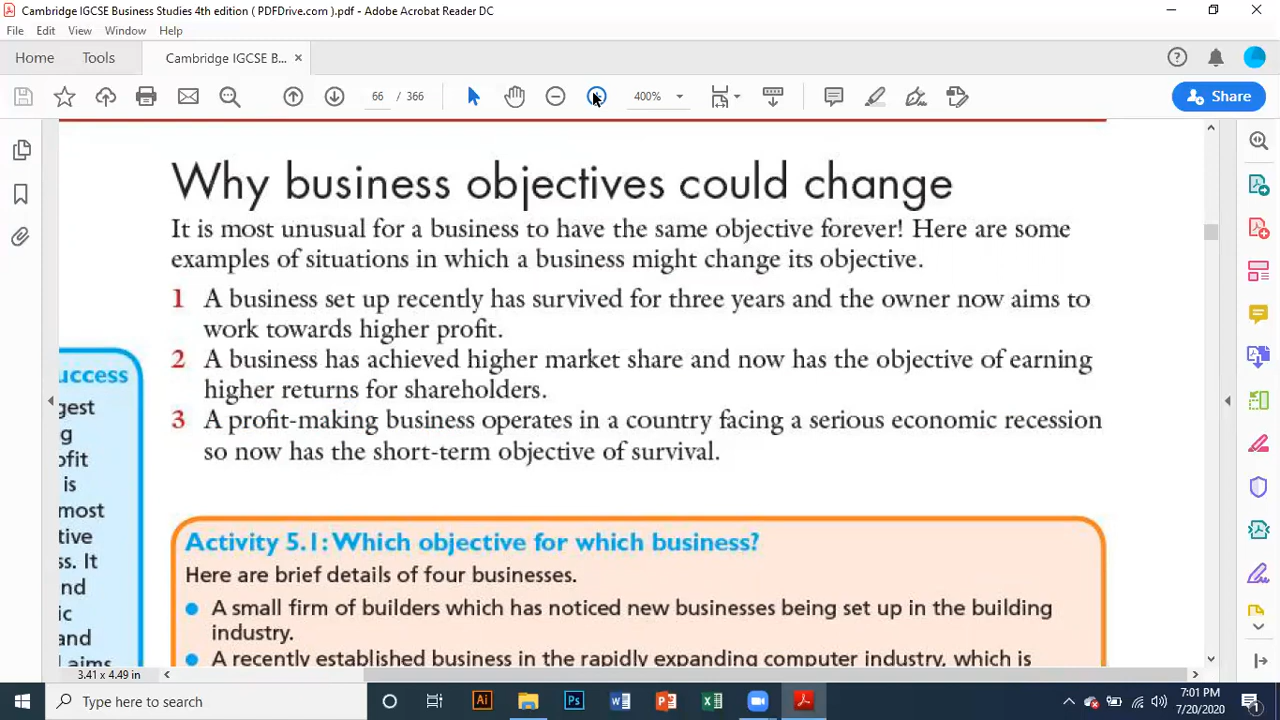 Cambridge IGCSE Business Studies 4th edition ( PDFDrive.com ).pdf - Adobe Acrobat Reader DC
File Edit View Window Help
Home Tools Cambridge IGCSE B... ×
66 / 366 400% Share
Why business objectives could change
It is most unusual for a business to have the same objective forever! Here are some
examples of situations in which a business might change its objective.
1 A business set up recently has survived for three years and the owner now aims to
work towards higher profit.
2 A business has achieved higher market share and now has the objective of earning
higher returns for shareholders.
3 A profit-making business operates in a country facing a serious economic recession
so now has the short-term objective of survival.
uccess
gest
g
ofit
is
most
tive
ss. It
nd
ic
and
l aims
Activity 5.1: Which objective for which business?
Here are brief details of four businesses.
● A small firm of builders which has noticed new businesses being set up in the building
industry.
● A recently established business in the rapidly expanding computer industry, which is
3.41 x 4.49 in
Type here to search
7:01 PM
7/20/2020